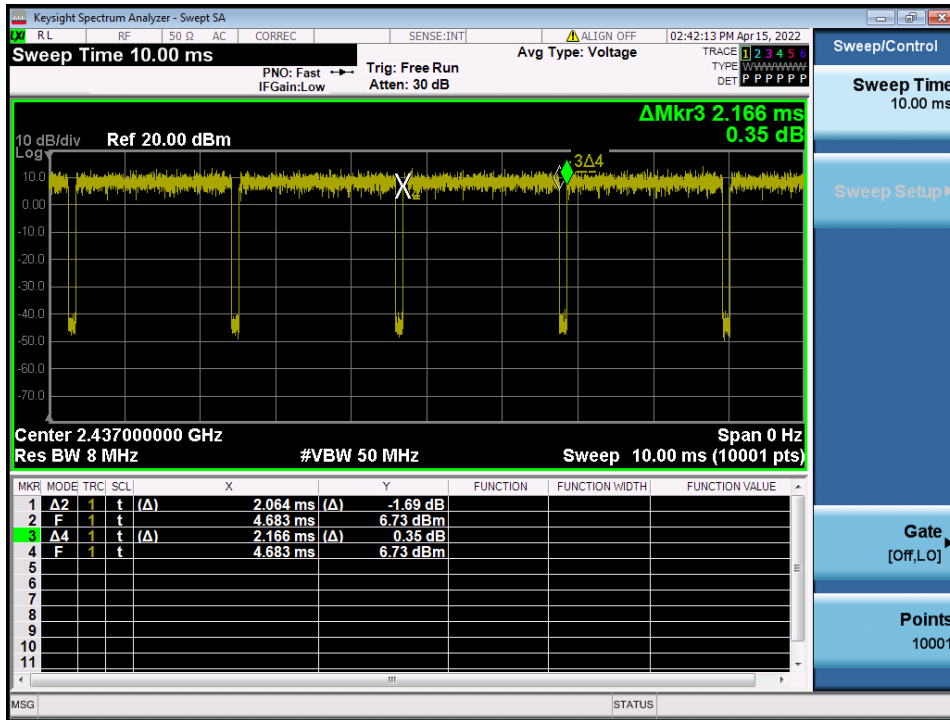 Keysight Spectrum Analyzer - Swept SA
LXI RL RF 50 Ω AC CORREC SENSE:INT ALIGN OFF 02:42:13 PM Apr 15, 2022
Sweep Time 10.00 ms
PNO: Fast
IFGain:Low
Trig: Free Run
Atten: 30 dB
Avg Type: Voltage
TRACE 1 2 3 4 5 6
TYPE WWWWWW
DET P P P P P P
ΔMkr3 2.166 ms
0.35 dB
10 dB/div Ref 20.00 dBm
Log
10.0
0.00
-10.0
-20.0
-30.0
-40.0
-50.0
-60.0
-70.0
3Δ4
X
Center 2.437000000 GHz Span 0 Hz
Res BW 8 MHz #VBW 50 MHz Sweep 10.00 ms (10001 pts)
MKR MODE TRC SCL X Y FUNCTION FUNCTION WIDTH FUNCTION VALUE
1 Δ2 1 t (Δ) 2.064 ms (Δ) -1.69 dB
2 F 1 t 4.683 ms 6.73 dBm
3 Δ4 1 t (Δ) 2.166 ms (Δ) 0.35 dB
4 F 1 t 4.683 ms 6.73 dBm
5
6
7
8
9
10
11
MSG STATUS
Sweep/Control
Sweep Time
10.00 ms
Sweep Setup
Gate
[Off,LO]
Points
10001